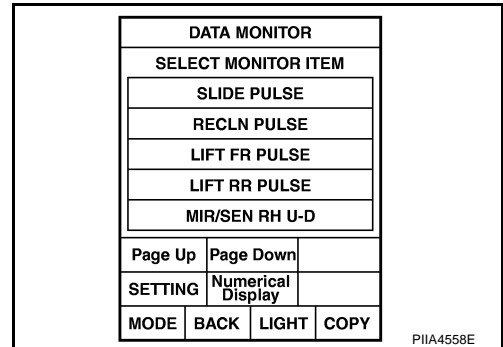 DATA MONITOR
SELECT MONITOR ITEM
SLIDE PULSE
RECLN PULSE
LIFT FR PULSE
LIFT RR PULSE
MIR/SEN RH U-D
Page Up Page Down
SETTING Numerical Display
MODE BACK LIGHT COPY
PIIA4558E